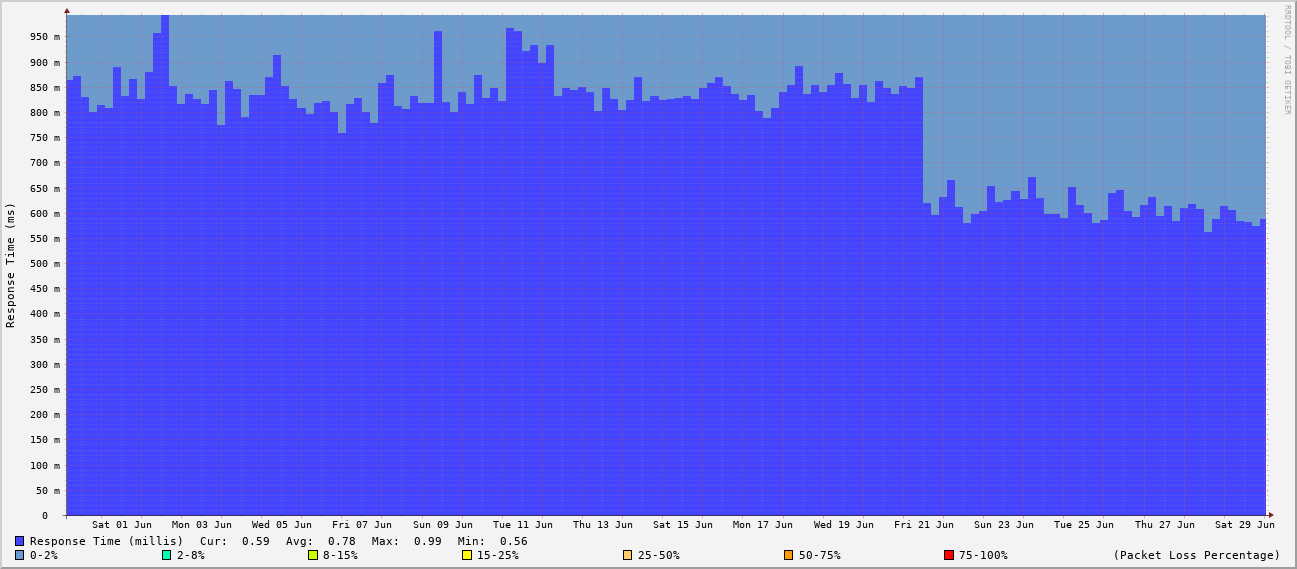 RRDTOOL / TOBI OETIKER
Response Time (ms)
950 m
900 m
850 m
800 m
750 m
700 m
650 m
600 m
550 m
500 m
450 m
400 m
350 m
300 m
250 m
200 m
150 m
100 m
50 m
0
Sat 01 Jun Mon 03 Jun Wed 05 Jun Fri 07 Jun Sun 09 Jun Tue 11 Jun Thu 13 Jun Sat 15 Jun Mon 17 Jun Wed 19 Jun Fri 21 Jun Sun 23 Jun Tue 25 Jun Thu 27 Jun Sat 29 Jun
Response Time (millis) Cur: 0.59 Avg: 0.78 Max: 0.99 Min: 0.56
0-2% 2-8% 8-15% 15-25% 25-50% 50-75% 75-100% (Packet Loss Percentage)